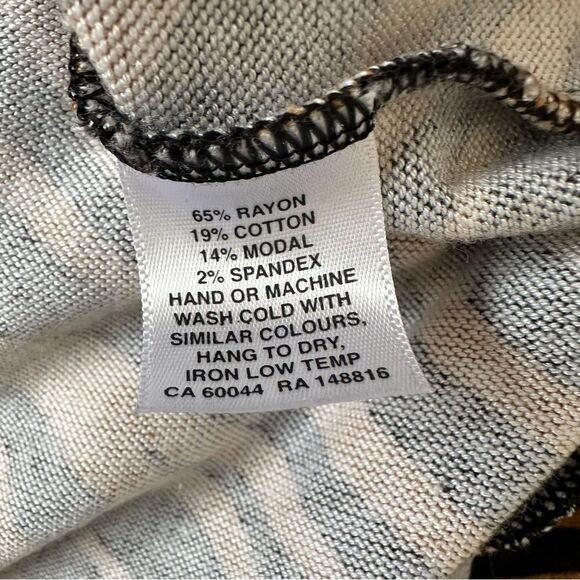 65% RAYON
19% COTTON
14% MODAL
2% SPANDEX
HAND OR MACHINE
WASH COLD WITH
SIMILAR COLOURS,
HANG TO DRY,
IRON LOW TEMP
CA 60044 RA 148816